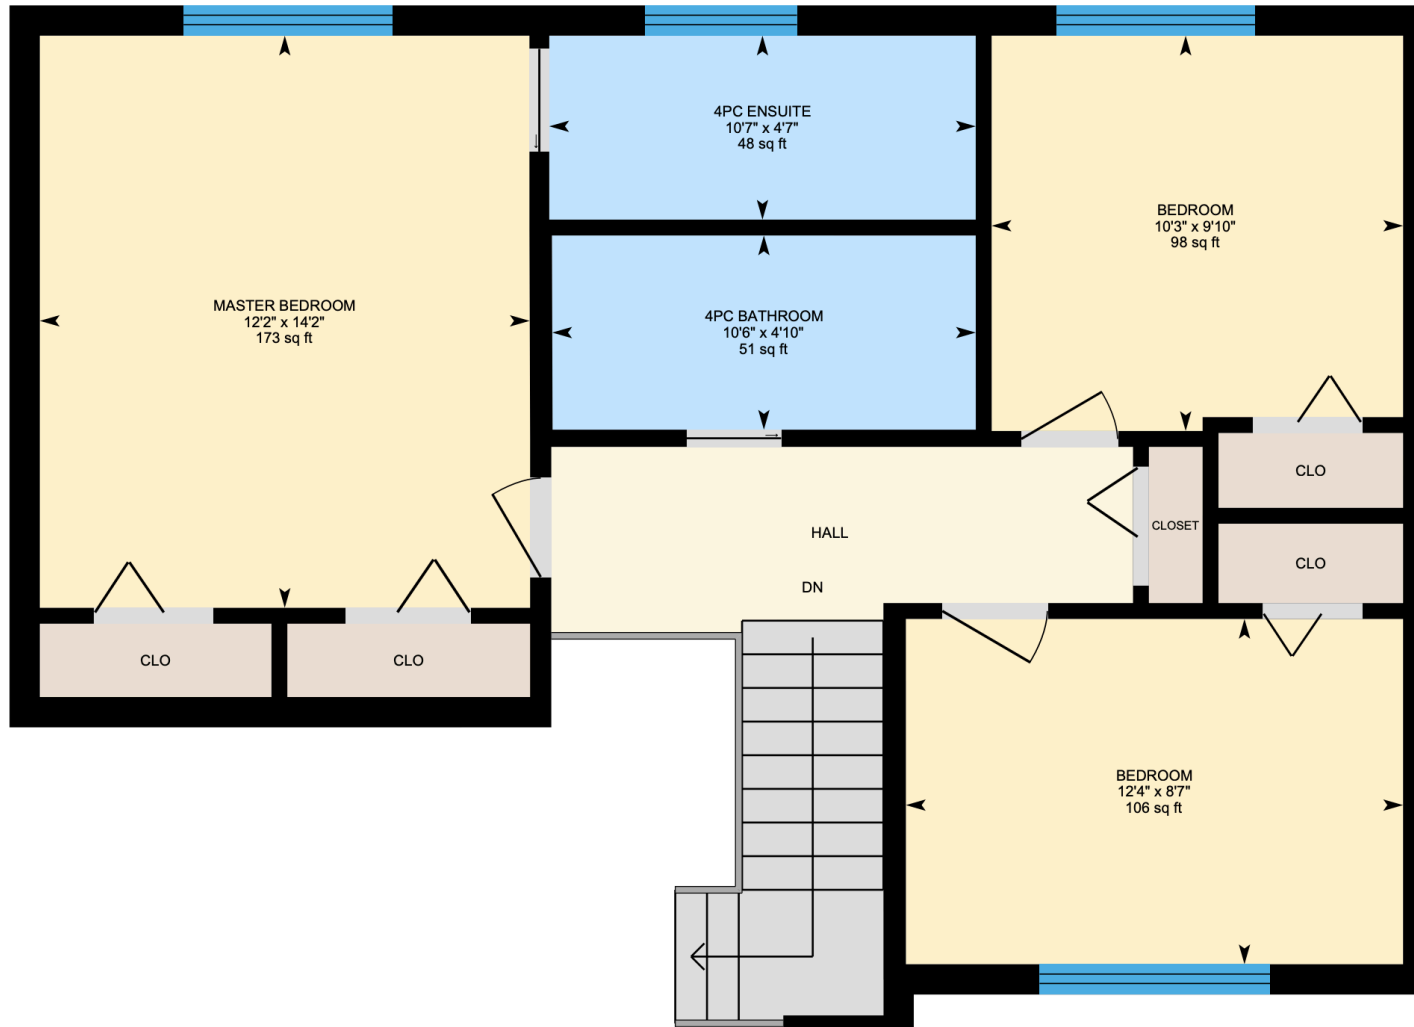 4PC ENSUITE
10'7" x 4'7"
48 sq ft
BEDROOM
10'3" x 9'10"
98 sq ft
MASTER BEDROOM
12'2" x 14'2"
173 sq ft
4PC BATHROOM
10'6" x 4'10"
51 sq ft
CLO
HALL
CLOSET
CLO
DN
CLO
CLO
BEDROOM
12'4" x 8'7"
106 sq ft